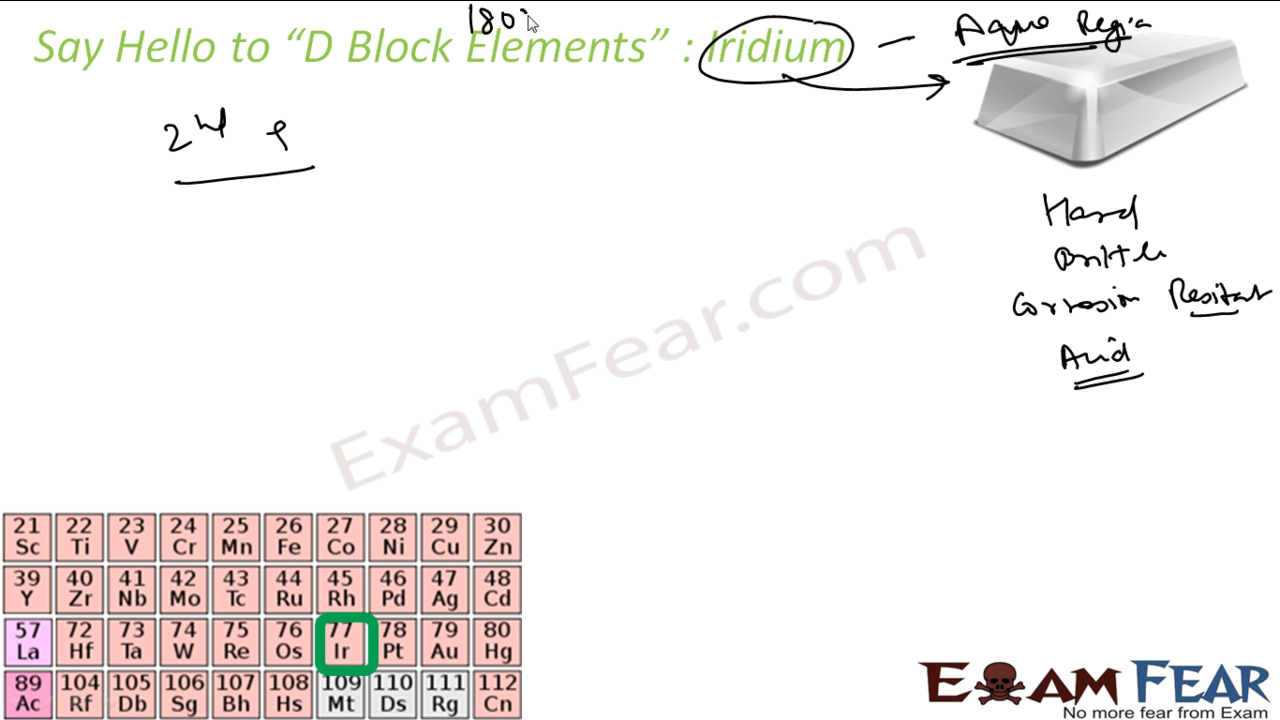 180
Say Hello to “D Block Elements” : Iridium – Aqua Regia
2nd ρ
Hard
Brittle
Corrosion Resitant
Acid
ExamFear.com
21 22 23 24 25 26 27 28 29 30
Sc Ti V Cr Mn Fe Co Ni Cu Zn
39 40 41 42 43 44 45 46 47 48
Y Zr Nb Mo Tc Ru Rh Pd Ag Cd
57 72 73 74 75 76 77 78 79 80
La Hf Ta W Re Os Ir Pt Au Hg
89 104 105 106 107 108 109 110 111 112
Ac Rf Db Sg Bh Hs Mt Ds Rg Cn
EXAM FEAR
No more fear from Exam